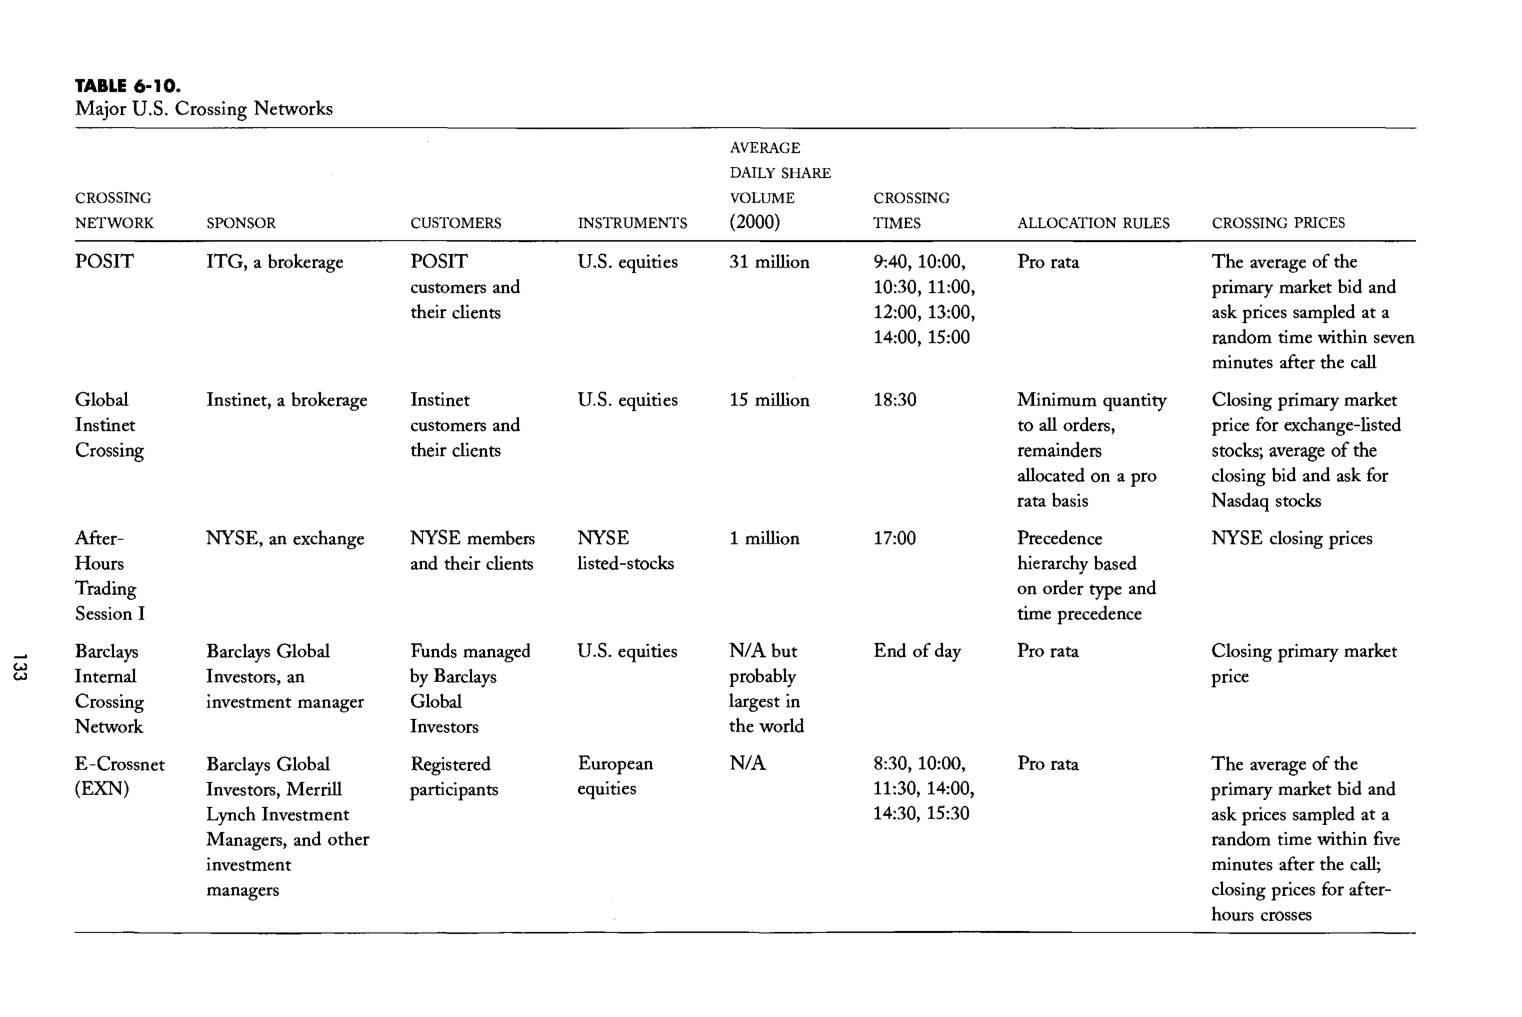 TABLE 6-10.
Major U.S. Crossing Networks
CROSSING
NETWORK
SPONSOR
CUSTOMERS
INSTRUMENTS
AVERAGE
DAILY SHARE
VOLUME
(2000)
CROSSING
TIMES
ALLOCATION RULES
CROSSING PRICES
POSIT
ITG, a brokerage
POSIT
customers and
their clients
U.S. equities
31 million
9:40, 10:00,
10:30, 11:00,
12:00, 13:00,
14:00, 15:00
Pro rata
The average of the
primary market bid and
ask prices sampled at a
random time within seven
minutes after the call
Global
Instinet
Crossing
Instinet, a brokerage
Instinet
customers and
their clients
U.S. equities
15 million
18:30
Minimum quantity
to all orders,
remainders
allocated on a pro
rata basis
Closing primary market
price for exchange-listed
stocks; average of the
closing bid and ask for
Nasdaq stocks
After-
Hours
Trading
Session I
NYSE, an exchange
NYSE members
and their clients
NYSE
listed-stocks
1 million
17:00
Precedence
hierarchy based
on order type and
time precedence
NYSE closing prices
Barclays
Internal
Crossing
Network
Barclays Global
Investors, an
investment manager
Funds managed
by Barclays
Global
Investors
U.S. equities
N/A but
probably
largest in
the world
End of day
Pro rata
Closing primary market
price
E-Crossnet
(EXN)
Barclays Global
Investors, Merrill
Lynch Investment
Managers, and other
investment
managers
Registered
participants
European
equities
N/A
8:30, 10:00,
11:30, 14:00,
14:30, 15:30
Pro rata
The average of the
primary market bid and
ask prices sampled at a
random time within five
minutes after the call;
closing prices for after-
hours crosses
133